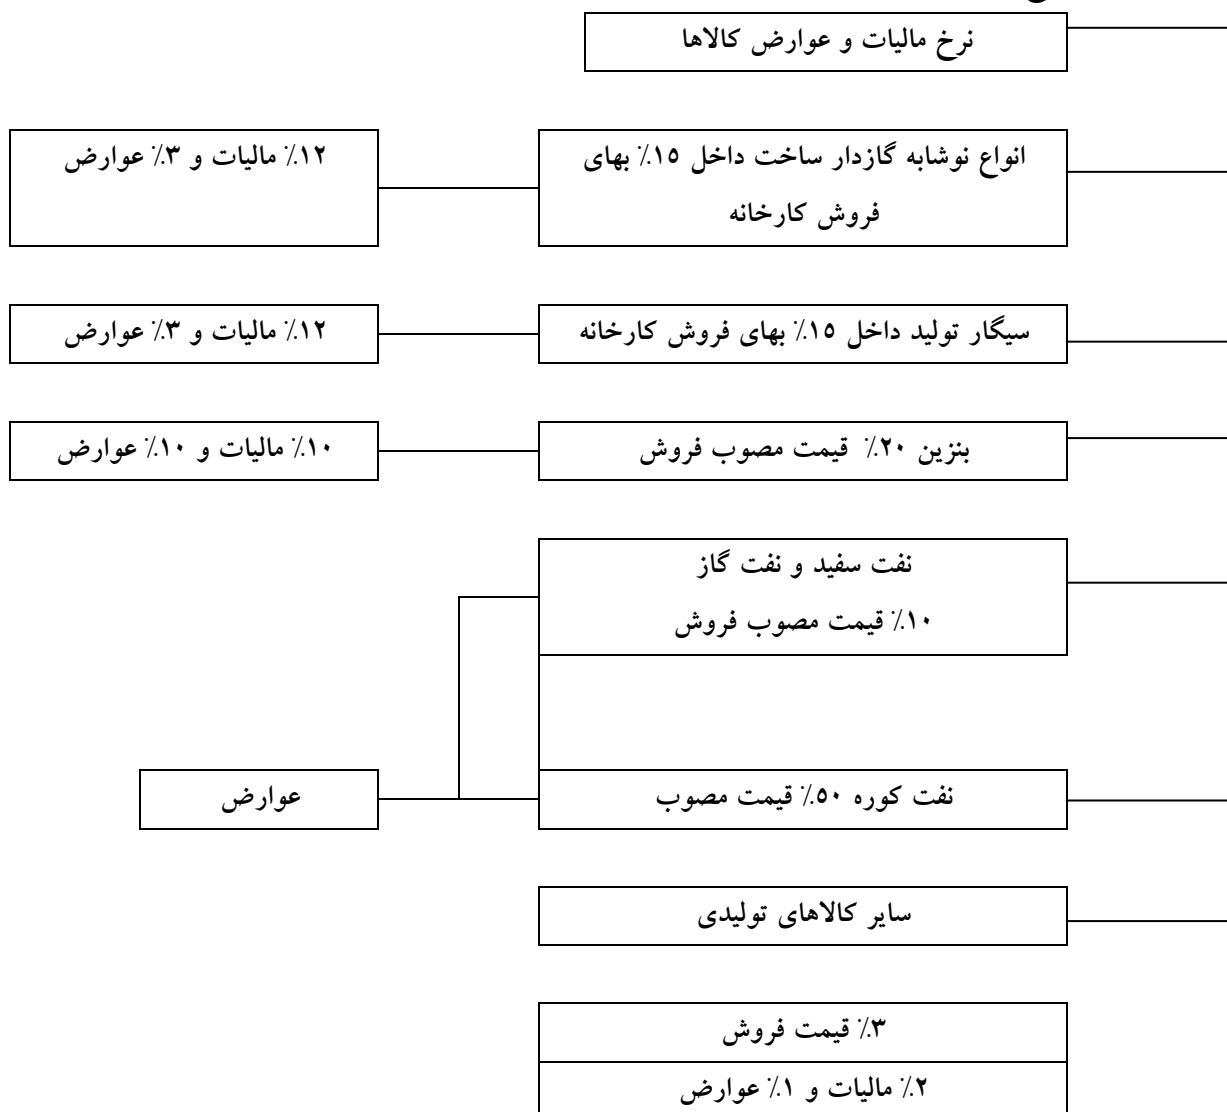 نرخ مالیات و عوارض کالاها
انواع نوشابه گازدار ساخت داخل ۱۵٪ بهای
فروش کارخانه
۱۲٪ مالیات و ۳٪ عوارض
سیگار تولید داخل ۱۵٪ بهای فروش کارخانه
۱۲٪ مالیات و ۳٪ عوارض
بنزین ۲۰٪ قیمت مصوب فروش
۱۰٪ مالیات و ۱۰٪ عوارض
نفت سفید و نفت گاز
۱۰٪ قیمت مصوب فروش
نفت کوره ۵۰٪ قیمت مصوب
عوارض
سایر کالاهای تولیدی
۳٪ قیمت فروش
۲٪ مالیات و ۱٪ عوارض